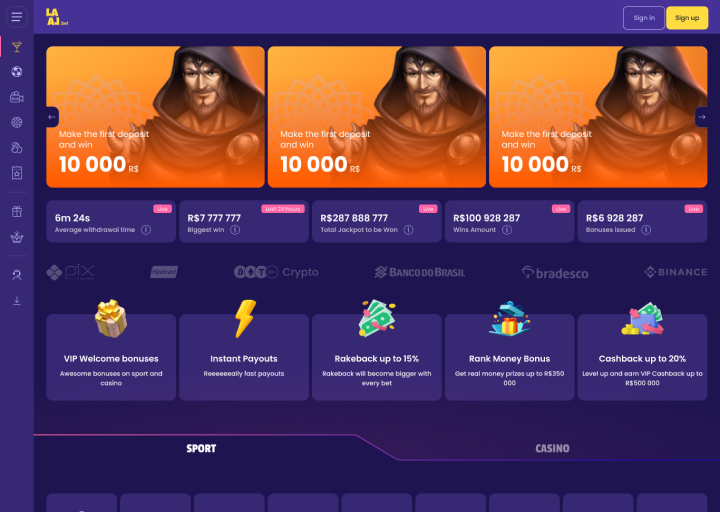 LA
AJ.bet
Sign in
Sign up
Make the first deposit
and win
10 000 R$
Make the first deposit
and win
10 000 R$
Make the first deposit
and win
10 000 R$
Live
6m 24s
Average withdrawal time
Last 24 hours
R$7 777 777
Biggest win
Live
R$287 888 777
Total Jackpot to be Won
Live
R$100 928 287
Wins Amount
Live
R$6 928 287
Bonuses issued
pix
Hipercard
Crypto
BANCO DO BRASIL
bradesco
BINANCE
VIP Welcome bonuses
Awesome bonuses on sport and
casino
Instant Payouts
Reeeeeeally fast payouts
Rakeback up to 15%
Rakeback will become bigger with
every bet
Rank Money Bonus
Get real money prizes up to R$350
000
Cashback up to 20%
Level up and earn VIP Cashback up to
R$500 000
SPORT
CASINO